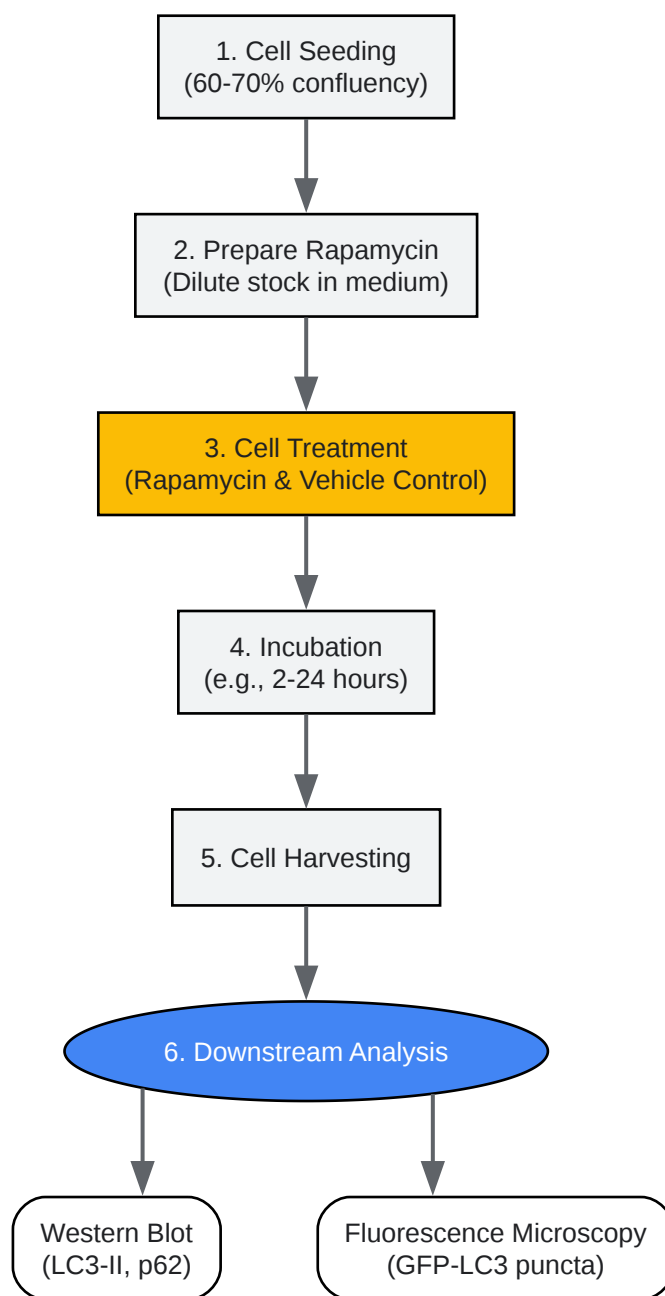 1. Cell Seeding
(60-70% confluency)
2. Prepare Rapamycin
(Dilute stock in medium)
3. Cell Treatment
(Rapamycin & Vehicle Control)
4. Incubation
(e.g., 2-24 hours)
5. Cell Harvesting
6. Downstream Analysis
Western Blot
(LC3-II, p62)
Fluorescence Microscopy
(GFP-LC3 puncta)